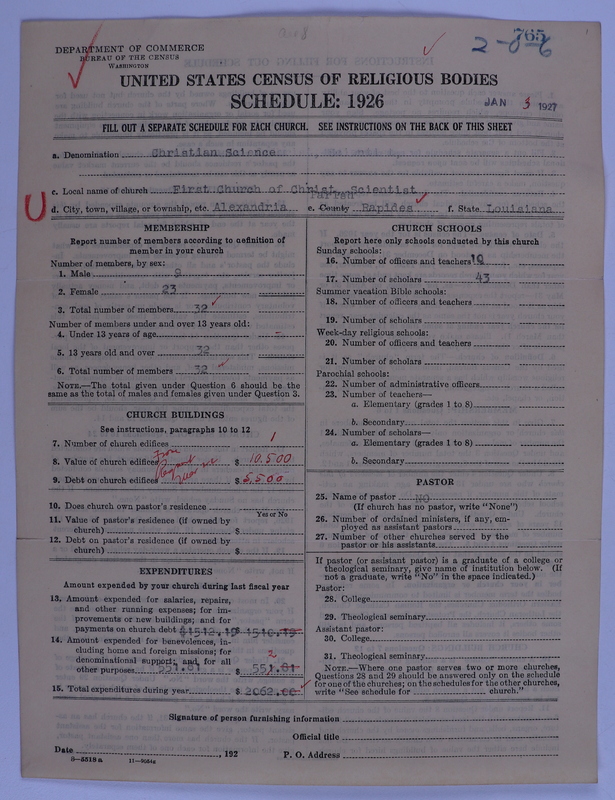 765
2-0-6
DEPARTMENT OF COMMERCE
BUREAU OF THE CENSUS
WASHINGTON
UNITED STATES CENSUS OF RELIGIOUS BODIES
SCHEDULE: 1926
JAN 3 1927
FILL OUT A SEPARATE SCHEDULE FOR EACH CHURCH. SEE INSTRUCTIONS ON THE BACK OF THIS SHEET
a. Denomination Christian Science
c. Local name of church First Church of Christ, Scientist
Parish
U d. City, town, village, or township, etc. Alexandria e. County Rapides f. State Louisiana
MEMBERSHIP
Report number of members according to definition of
member in your church
Number of members, by sex:
1. Male 9
2. Female 23
3. Total number of members 32
Number of members under and over 13 years old:
4. Under 13 years of age -
5. 13 years old and over 32
6. Total number of members 32
NOTE.—The total given under Question 6 should be the
same as the total of males and females given under Question 3.
CHURCH BUILDINGS
See instructions, paragraphs 10 to 12
7. Number of church edifices 1
8. Value of church edifices $ 10,500
9. Debt on church edifices $ 5,500
10. Does church own pastor's residence
Yes or No
11. Value of pastor's residence (if owned by
church) $
12. Debt on pastor's residence (if owned by
church) $
EXPENDITURES
Amount expended by your church during last fiscal year
13. Amount expended for salaries, repairs,
and other running expenses; for im-
provements or new buildings; and for
payments on church debt
14. Amount expended for benevolences, in-
cluding home and foreign missions; for
denominational support; and for all
2
other purposes 551.81 $ 551.81
15. Total expenditures during year $ 2062.00
CHURCH SCHOOLS
Report here only schools conducted by this church
Sunday schools:
16. Number of officers and teachers 10
17. Number of scholars 43
Summer vacation Bible schools:
18. Number of officers and teachers
19. Number of scholars
Week-day religious schools:
20. Number of officers and teachers
21. Number of scholars
Parochial schools:
22. Number of administrative officers
23. Number of teachers—
a. Elementary (grades 1 to 8)
b. Secondary
24. Number of scholars—
a. Elementary (grades 1 to 8)
b. Secondary
PASTOR
25. Name of pastor NO
(If church has no pastor, write "None")
26. Number of ordained ministers, if any, em-
ployed as assistant pastors
27. Number of other churches served by the
pastor or his assistants
If pastor (or assistant pastor) is a graduate of a college or
theological seminary, give name of institution below. (If
not a graduate, write "No" in the space indicated.)
Pastor:
28. College
29. Theological seminary
Assistant pastor:
30. College
31. Theological seminary
NOTE.—Where one pastor serves two or more churches,
Questions 28 and 29 should be answered only on the schedule
for one of the churches; on the schedules for the other churches,
write "See schedule for church."
Signature of person furnishing information
Official title
Date , 192 P. O. Address
8-5518 a 11-9054a